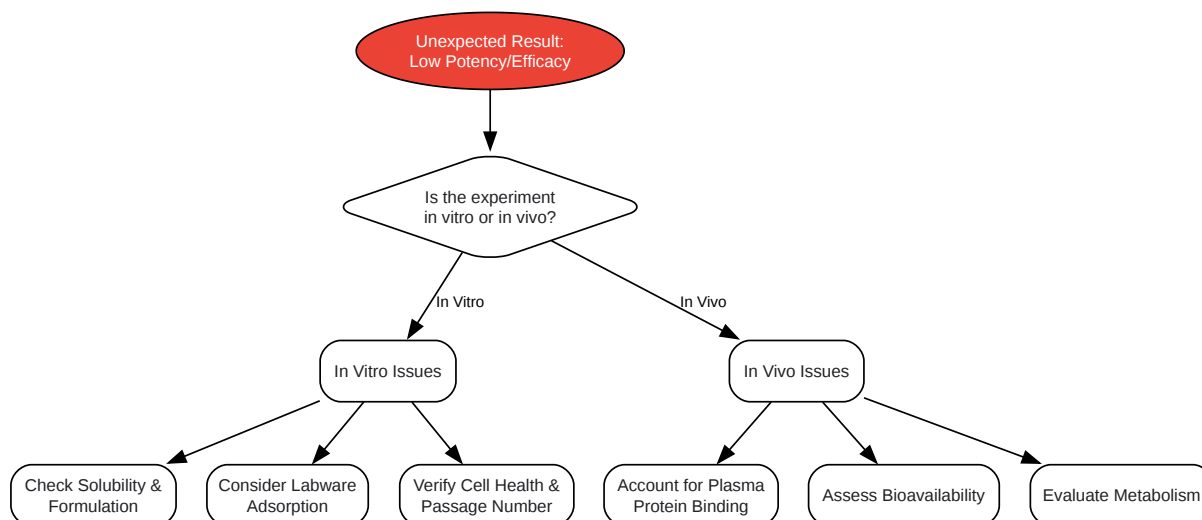 Unexpected Result:
Low Potency/Efficacy
Is the experiment
in vitro or in vivo?
In Vitro
In Vivo
In Vitro Issues
In Vivo Issues
Check Solubility &
Formulation
Consider Labware
Adsorption
Verify Cell Health &
Passage Number
Account for Plasma
Protein Binding
Assess Bioavailability
Evaluate Metabolism